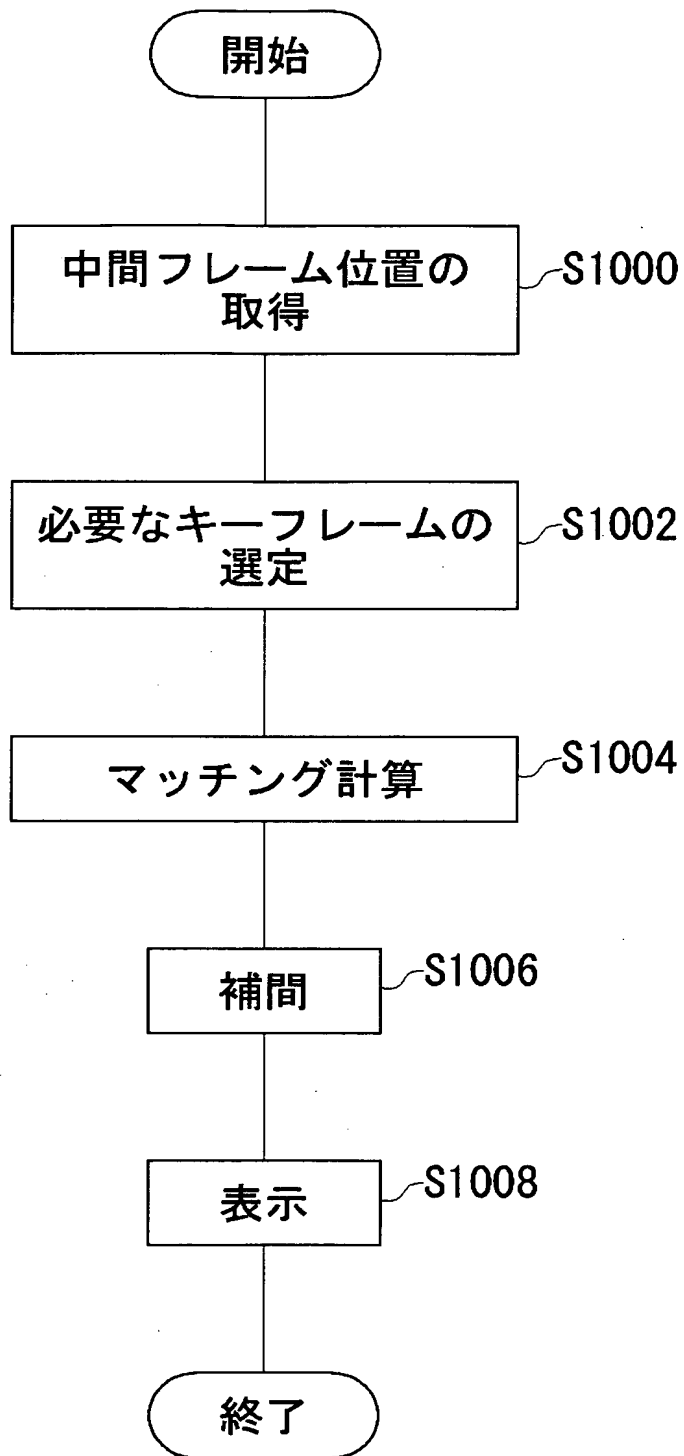 開始
中間フレーム位置の
取得
S1000
必要なキーフレームの
選定
S1002
マッチング計算
S1004
補間
S1006
表示
S1008
終了